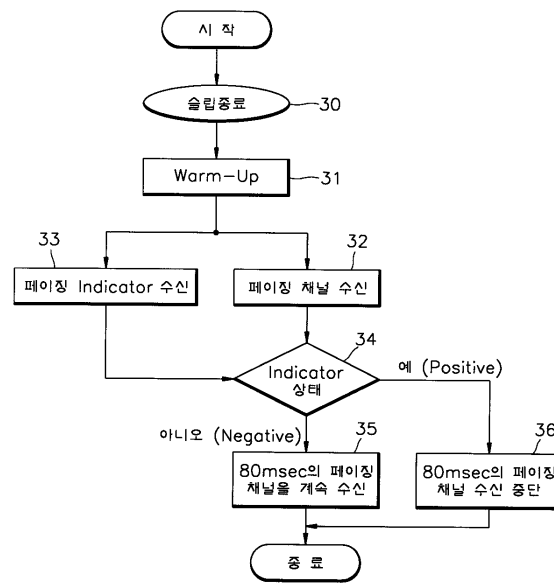 시 작
슬립종료
30
Warm-Up
31
33
32
페이징 Indicator 수신
페이징 채널 수신
34
Indicator
상태
예 (Positive)
아니오 (Negative)
35
36
80msec의 페이징
채널을 계속 수신
80msec의 페이징
채널 수신 중단
종 료